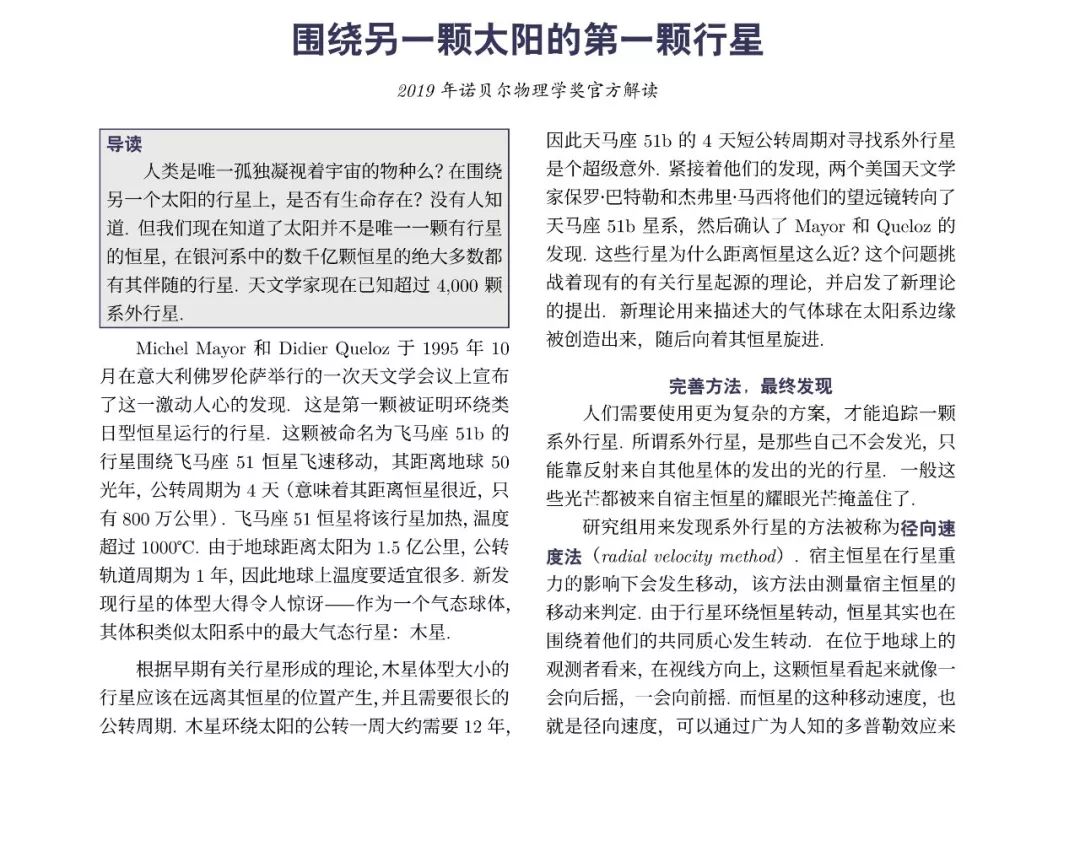 围绕另一颗太阳的第一颗行星
2019 年诺贝尔物理学奖官方解读
导读
人类是唯一孤独凝视着宇宙的物种么？在围绕
另一个太阳的行星上，是否有生命存在？没有人知
道. 但我们现在知道了太阳并不是唯一一颗有行星
的恒星，在银河系中的数千亿颗恒星的绝大多数都
有其伴随的行星. 天文学家现在已知超过 4,000 颗
系外行星.
Michel Mayor 和 Didier Queloz 于 1995 年 10
月在意大利佛罗伦萨举行的一次天文学会议上宣布
了这一激动人心的发现. 这是第一颗被证明环绕类
日型恒星运行的行星. 这颗被命名为飞马座 51b 的
行星围绕飞马座 51 恒星飞速移动，其距离地球 50
光年，公转周期为 4 天（意味着其距离恒星很近，只
有 800 万公里）. 飞马座 51 恒星将该行星加热，温度
超过 1000℃. 由于地球距离太阳为 1.5 亿公里，公转
轨道周期为 1 年，因此地球上温度要适宜很多. 新发
现行星的体型大得令人惊讶——作为一个气态球体，
其体积类似太阳系中的最大气态行星：木星.
根据早期有关行星形成的理论，木星体型大小的
行星应该在远离其恒星的位置产生，并且需要很长的
公转周期. 木星环绕太阳的公转一周大约需要 12 年，
因此天马座 51b 的 4 天短公转周期对寻找系外行星
是个超级意外. 紧接着他们的发现，两个美国天文学
家保罗·巴特勒和杰弗里·马西将他们的望远镜转向了
天马座 51b 星系，然后确认了 Mayor 和 Queloz 的
发现. 这些行星为什么距离恒星这么近？这个问题挑
战着现有的有关行星起源的理论，并启发了新理论
的提出. 新理论用来描述大的气体球在太阳系边缘
被创造出来，随后向着其恒星旋进.
完善方法，最终发现
人们需要使用更为复杂的方案，才能追踪一颗
系外行星. 所谓系外行星，是那些自己不会发光，只
能靠反射来自其他星体的发出的光的行星. 一般这
些光芒都被来自宿主恒星的耀眼光芒掩盖住了.
研究组用来发现系外行星的方法被称为径向速
度法（radial velocity method）. 宿主恒星在行星重
力的影响下会发生移动，该方法由测量宿主恒星的
移动来判定. 由于行星环绕恒星转动，恒星其实也在
围绕着他们的共同质心发生转动. 在位于地球上的
观测者看来，在视线方向上，这颗恒星看起来就像一
会向后摇，一会向前摇. 而恒星的这种移动速度，也
就是径向速度，可以通过广为人知的多普勒效应来